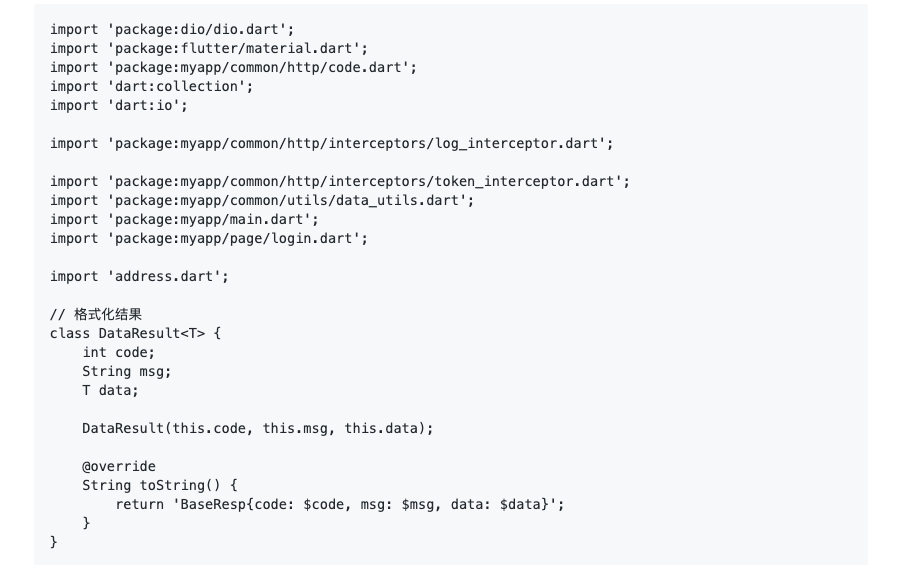 import 'package:dio/dio.dart';
import 'package:flutter/material.dart';
import 'package:myapp/common/http/code.dart';
import 'dart:collection';
import 'dart:io';

import 'package:myapp/common/http/interceptors/log_interceptor.dart';

import 'package:myapp/common/http/interceptors/token_interceptor.dart';
import 'package:myapp/common/utils/data_utils.dart';
import 'package:myapp/main.dart';
import 'package:myapp/page/login.dart';

import 'address.dart';

// 格式化结果
class DataResult<T> {
    int code;
    String msg;
    T data;

    DataResult(this.code, this.msg, this.data);

    @override
    String toString() {
        return 'BaseResp{code: $code, msg: $msg, data: $data}';
    }
}